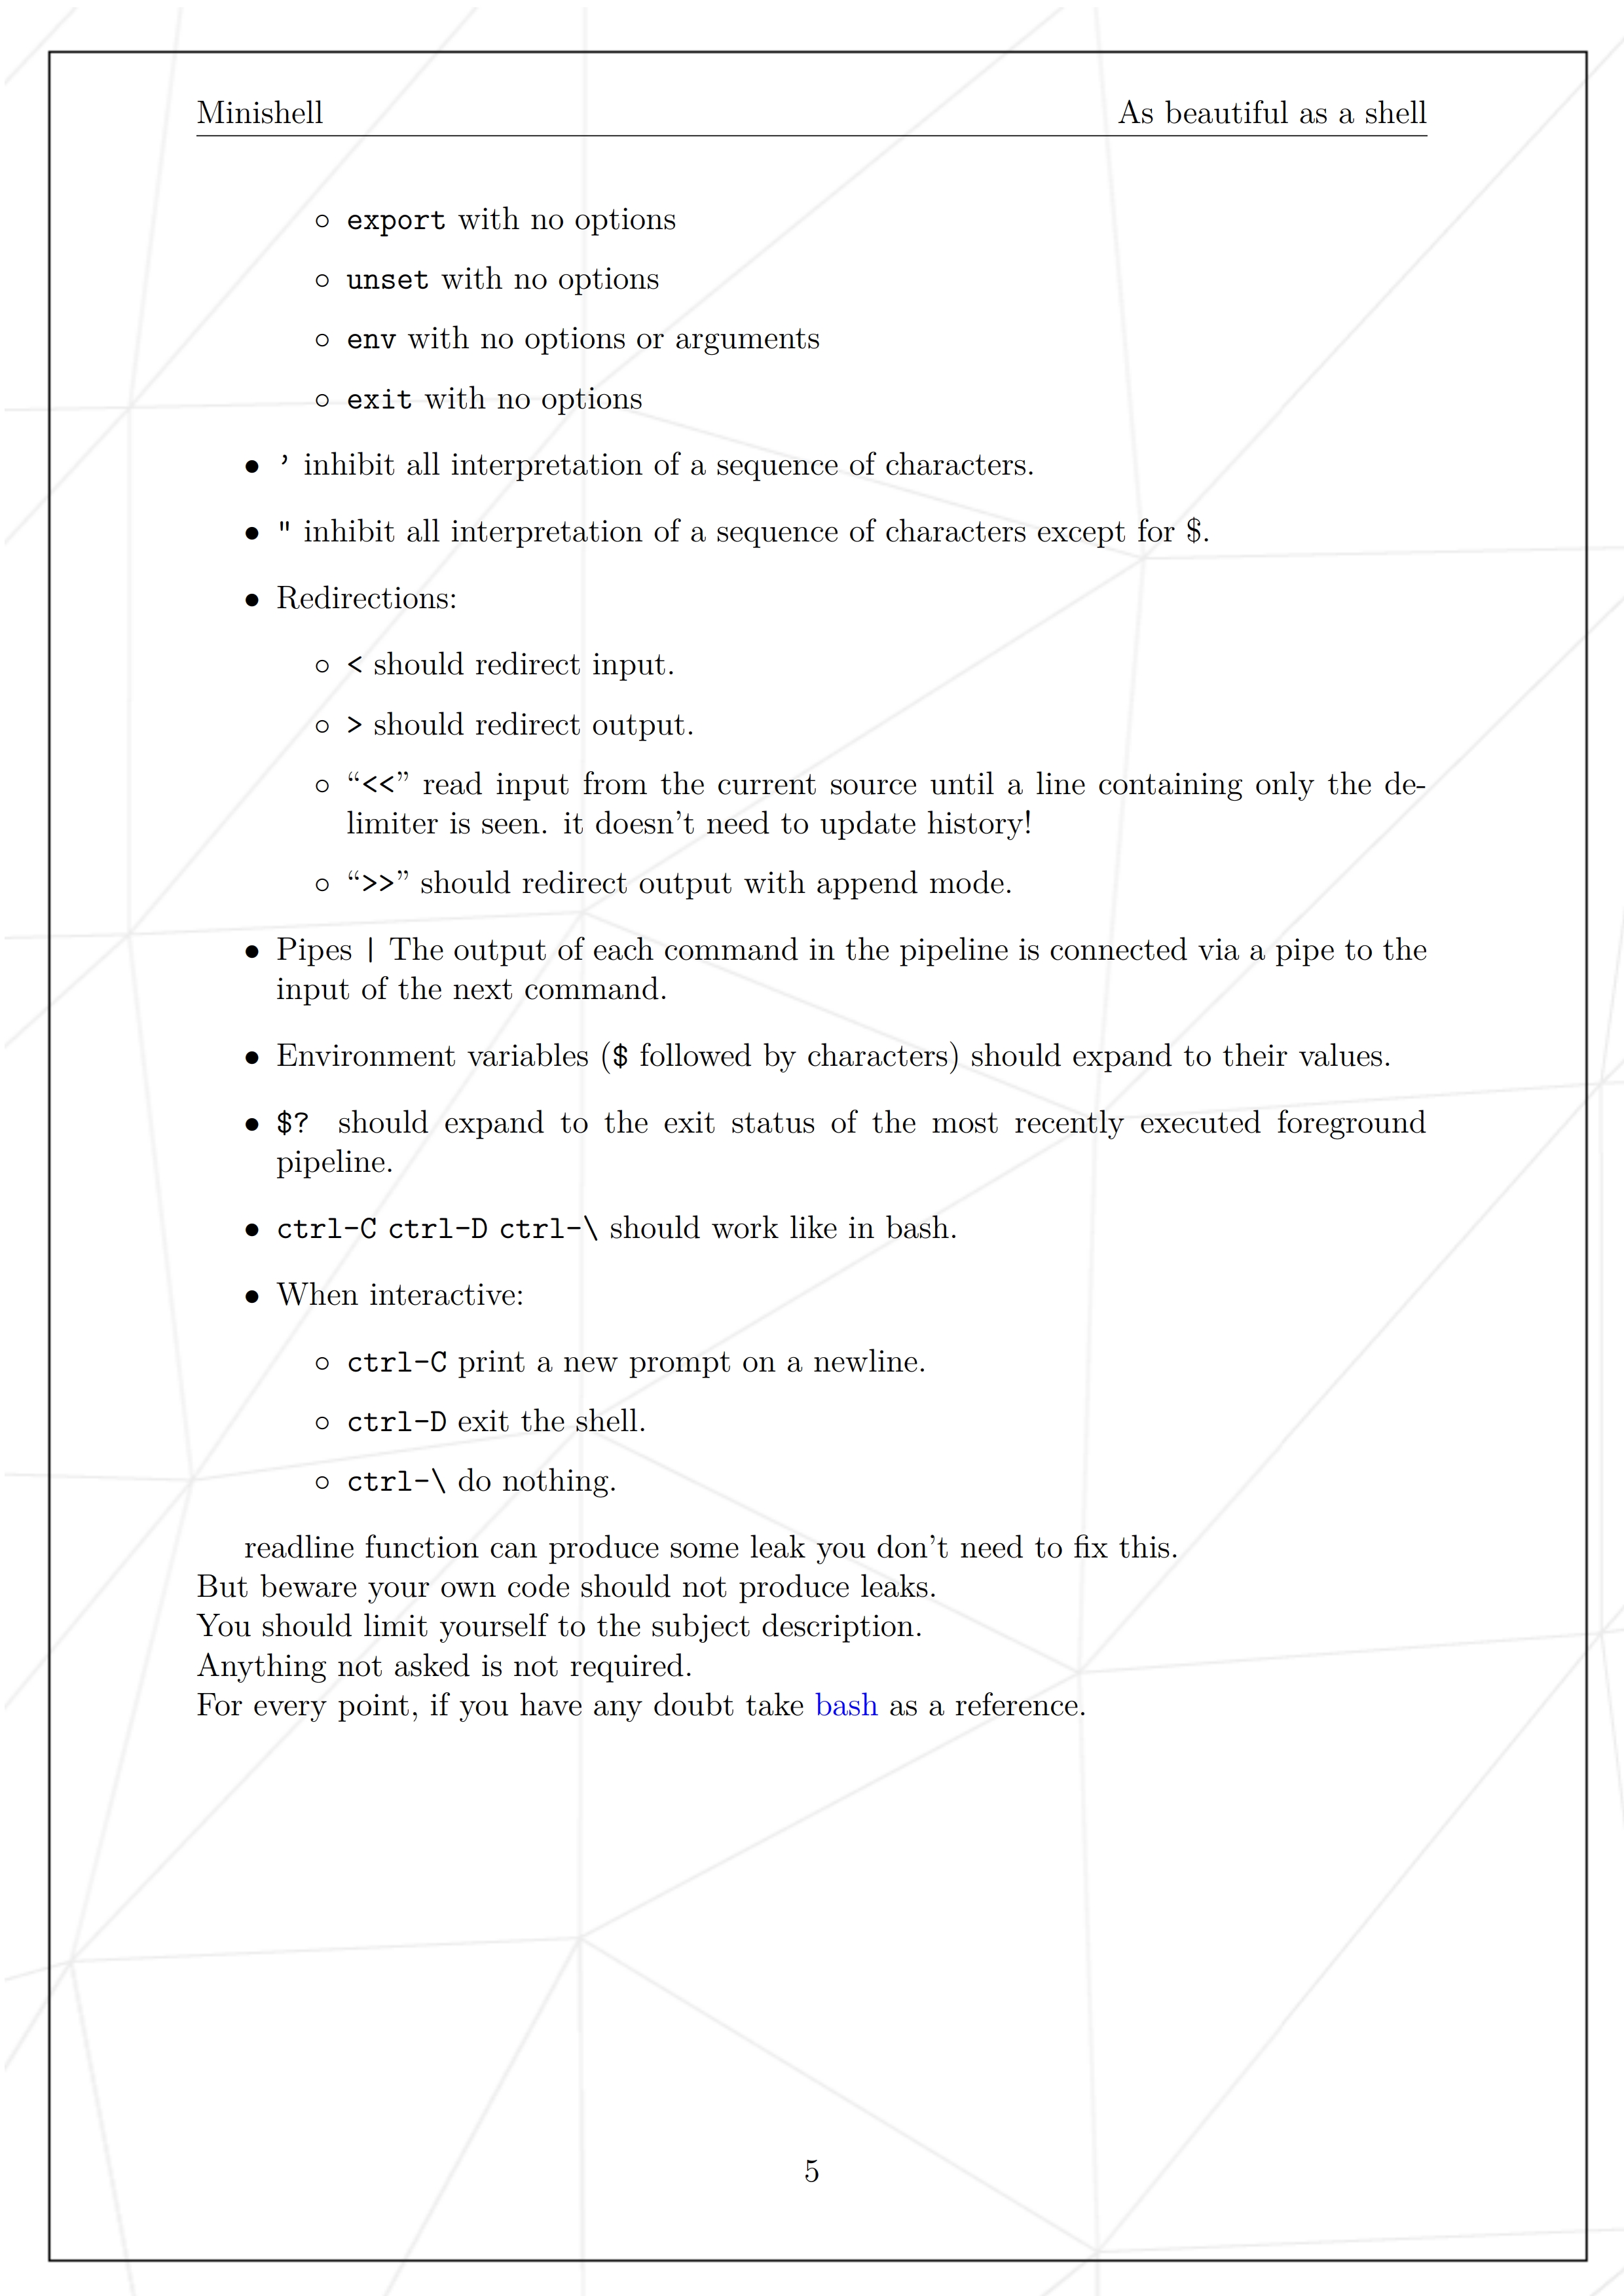 Minishell As beautiful as a shell
◦ export with no options
◦ unset with no options
◦ env with no options or arguments
◦ exit with no options
• ’ inhibit all interpretation of a sequence of characters.
• " inhibit all interpretation of a sequence of characters except for $.
• Redirections:
◦ < should redirect input.
◦ > should redirect output.
◦ “<<” read input from the current source until a line containing only the de-
limiter is seen. it doesn’t need to update history!
◦ “>>” should redirect output with append mode.
• Pipes | The output of each command in the pipeline is connected via a pipe to the
input of the next command.
• Environment variables ($ followed by characters) should expand to their values.
• $? should expand to the exit status of the most recently executed foreground
pipeline.
• ctrl-C ctrl-D ctrl-\ should work like in bash.
• When interactive:
◦ ctrl-C print a new prompt on a newline.
◦ ctrl-D exit the shell.
◦ ctrl-\ do nothing.
readline function can produce some leak you don’t need to fix this.
But beware your own code should not produce leaks.
You should limit yourself to the subject description.
Anything not asked is not required.
For every point, if you have any doubt take bash as a reference.
5